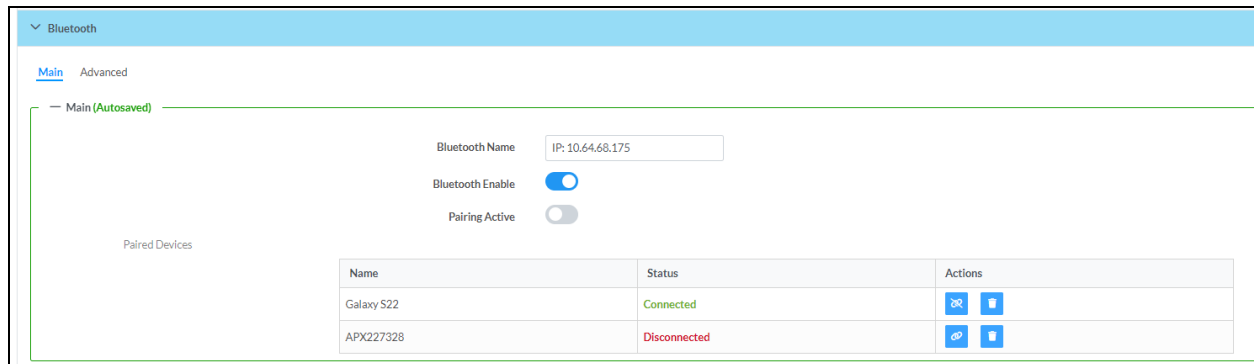 Bluetooth
Main Advanced
Main (Autosaved)
Bluetooth Name IP: 10.64.68.175
Bluetooth Enable
Pairing Active
Paired Devices
Name Status Actions
Galaxy S22 Connected
APX227328 Disconnected